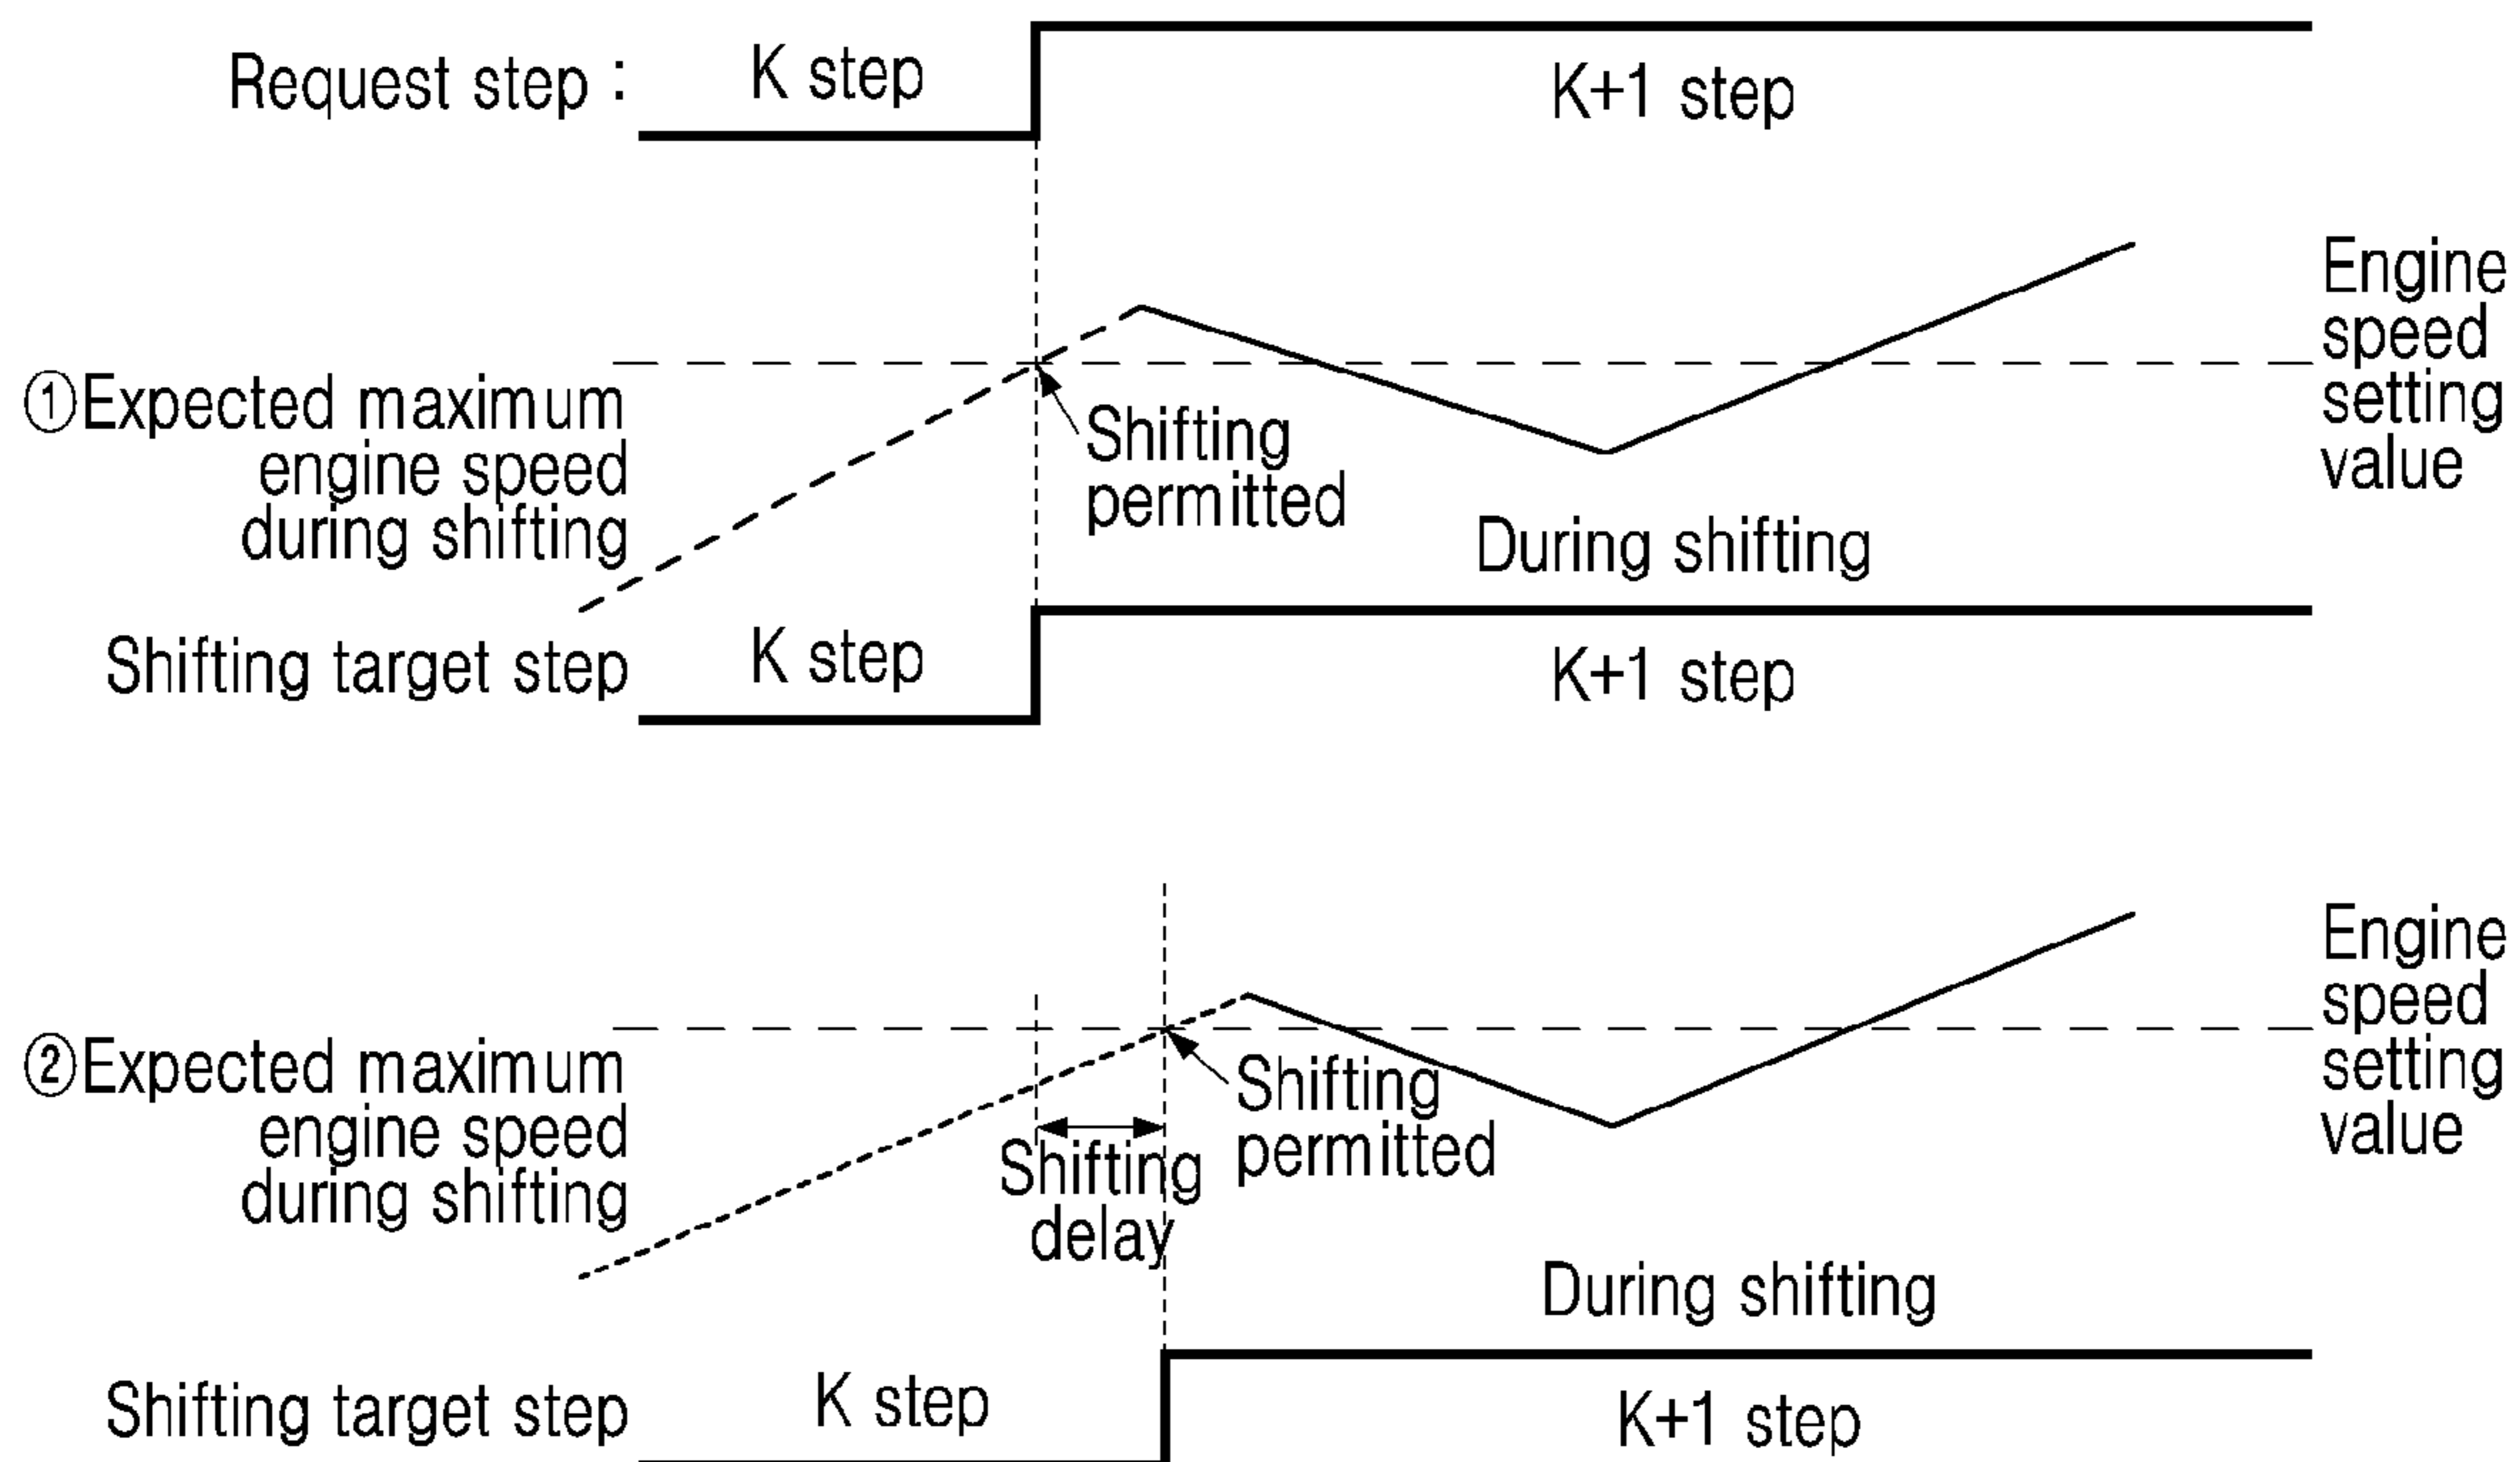 Request step :
K step
K+1 step
①Expected maximum
engine speed
during shifting
Shifting
permitted
Engine
speed
setting
value
During shifting
Shifting target step
K step
K+1 step
②Expected maximum
engine speed
during shifting
Shifting
delay
Shifting
permitted
Engine
speed
setting
value
During shifting
Shifting target step
K step
K+1 step